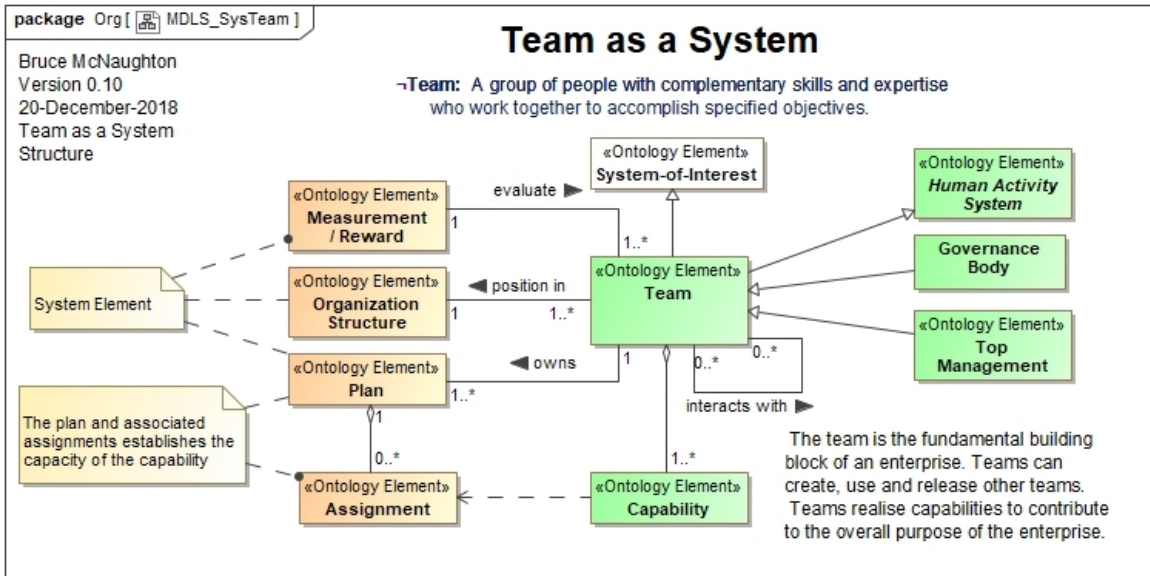 package Org [ MDLS_SysTeam ]
Team as a System
Bruce McNaughton
Version 0.10
20-December-2018
Team as a System
Structure
¬Team: A group of people with complementary skills and expertise
who work together to accomplish specified objectives.
«Ontology Element»
System-of-Interest
«Ontology Element»
Human Activity
System
«Ontology Element»
Measurement
/ Reward
evaluate
1
1..*
Governance
Body
«Ontology Element»
Team
System Element
«Ontology Element»
Organization
Structure
position in
1
1..*
«Ontology Element»
Top
Management
«Ontology Element»
Plan
owns
1
1..*
0..*
0..*
interacts with
The plan and associated
assignments establishes the
capacity of the capability
1
0..*
1..*
«Ontology Element»
Assignment
«Ontology Element»
Capability
The team is the fundamental building
block of an enterprise. Teams can
create, use and release other teams.
Teams realise capabilities to contribute
to the overall purpose of the enterprise.